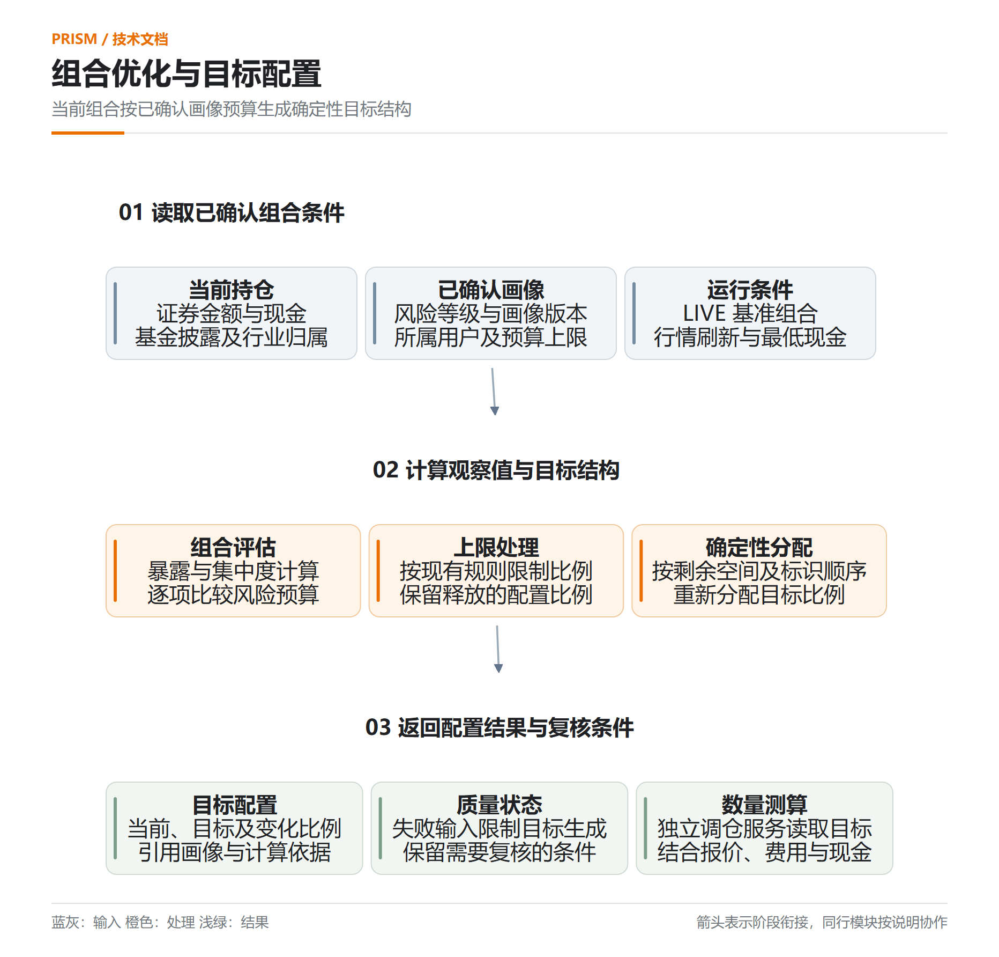 PRISM / 技术文档
组合优化与目标配置
当前组合按已确认画像预算生成确定性目标结构
01 读取已确认组合条件
当前持仓
证券金额与现金
基金披露及行业归属
已确认画像
风险等级与画像版本
所属用户及预算上限
运行条件
LIVE 基准组合
行情刷新与最低现金
02 计算观察值与目标结构
组合评估
暴露与集中度计算
逐项比较风险预算
上限处理
按现有规则限制比例
保留释放的配置比例
确定性分配
按剩余空间及标识顺序
重新分配目标比例
03 返回配置结果与复核条件
目标配置
当前、目标及变化比例
引用画像与计算依据
质量状态
失败输入限制目标生成
保留需要复核的条件
数量测算
独立调仓服务读取目标
结合报价、费用与现金
蓝灰：输入 橙色：处理 浅绿：结果
箭头表示阶段衔接，同行模块按说明协作